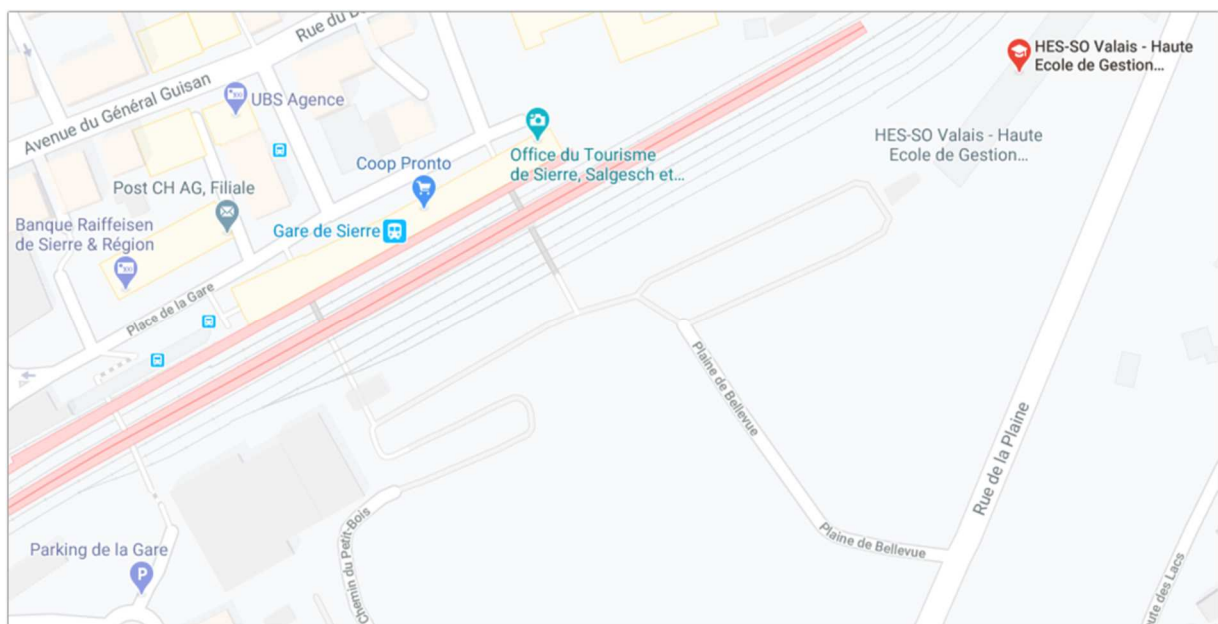 Rue du B
HES-SO Valais - Haute
Ecole de Gestion...
UBS Agence
Avenue du Général Guisan
HES-SO Valais - Haute
Ecole de Gestion...
Office du Tourisme
de Sierre, Salgesch et...
Coop Pronto
Post CH AG, Filiale
Banque Raiffeisen
de Sierre & Région
Gare de Sierre
Place de la Gare
Plaine de Bellevue
Rue de la Plaine
Plaine de Bellevue
Parking de la Gare
P
Chemin du Petit-Bois
ute des Lacs